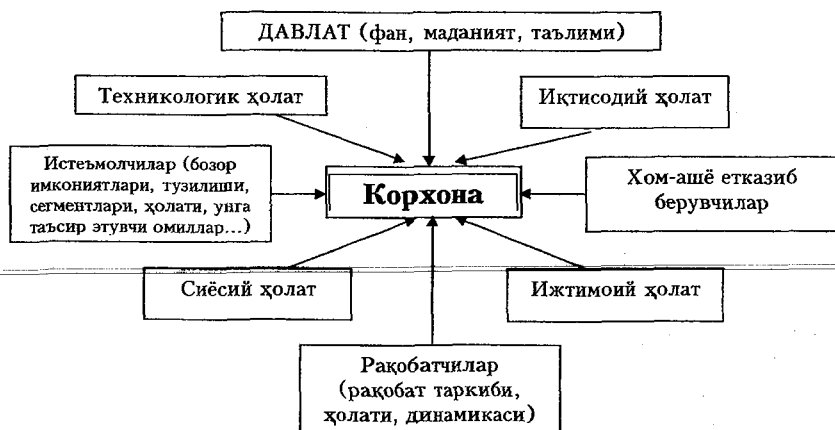 ДАВЛАТ (фан, маданият, таълими)
Техникологик ҳолат
Иқтисодий ҳолат
Истеъмолчилар (бозор
имкониятлари, тузилиши,
сегментлари, ҳолати, унга
таъсир этувчи омиллар...)
Корхона
Хом-ашё етказиб
берувчилар
Сиёсий ҳолат
Ижтимоий ҳолат
Рақобатчилар
(рақобат таркиби,
ҳолати, динамикаси)